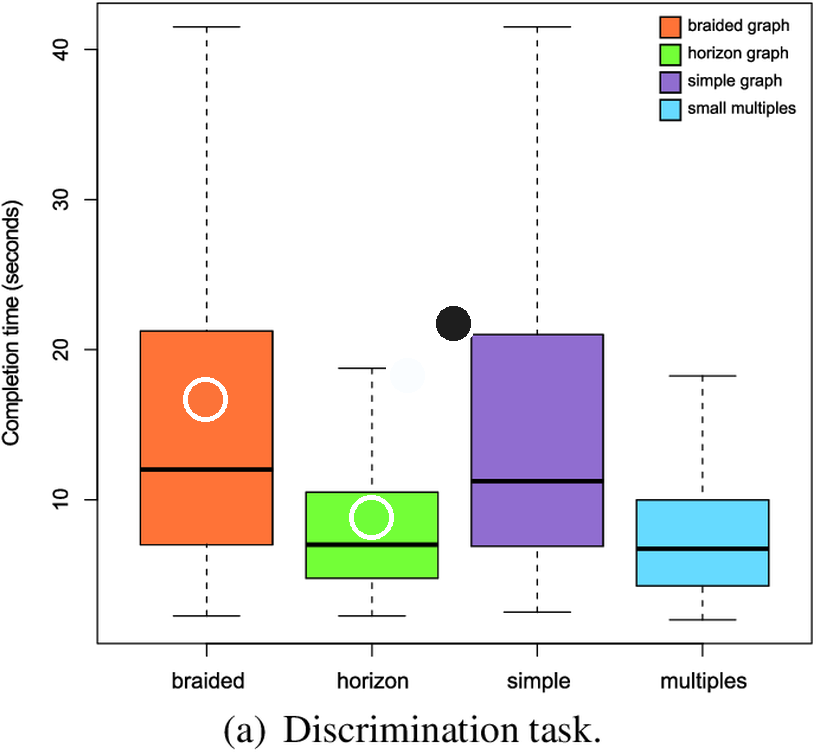 braided graph
horizon graph
simple graph
small multiples
Completion time (seconds)
40
30
20
10
braided horizon simple multiples
(a) Discrimination task.